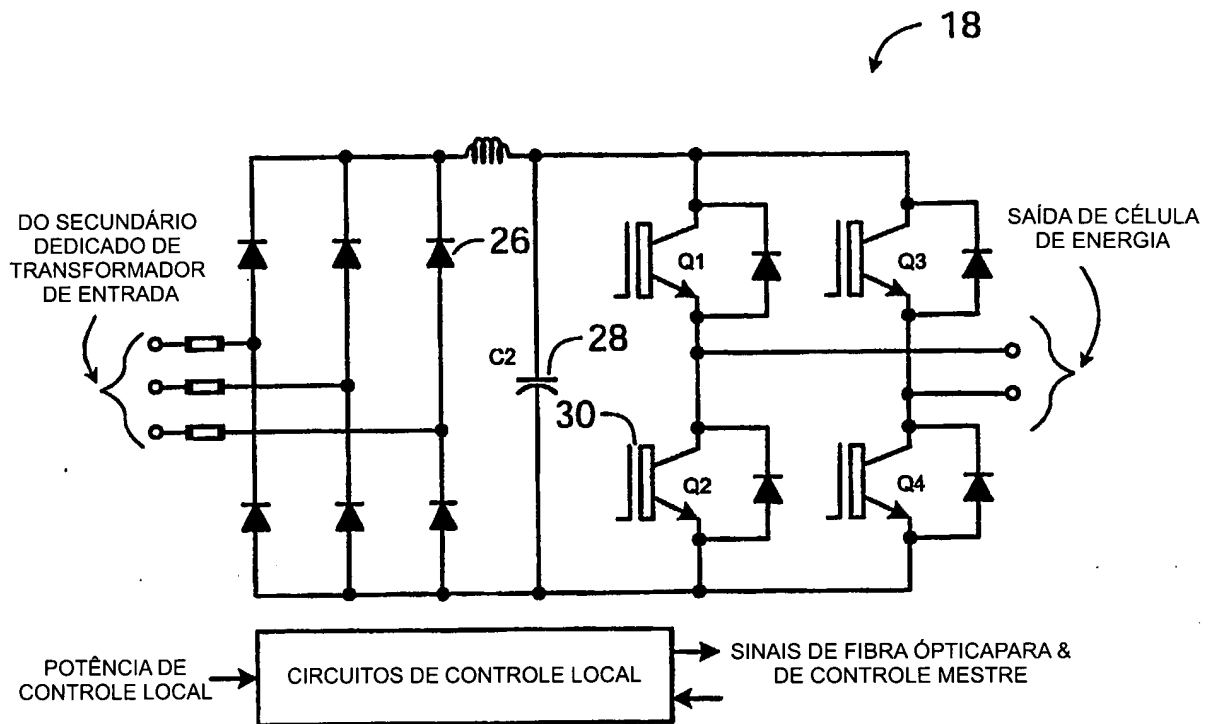 18
DO SECUNDÁRIO
DEDICADO DE
TRANSFORMADOR
DE ENTRADA
26
Q1
Q3
SAÍDA DE CÉLULA
DE ENERGIA
C2
28
30
Q2
Q4
POTÊNCIA DE
CONTROLE LOCAL
CIRCUITOS DE CONTROLE LOCAL
SINAIS DE FIBRA ÓPTICAPARA &
DE CONTROLE MESTRE